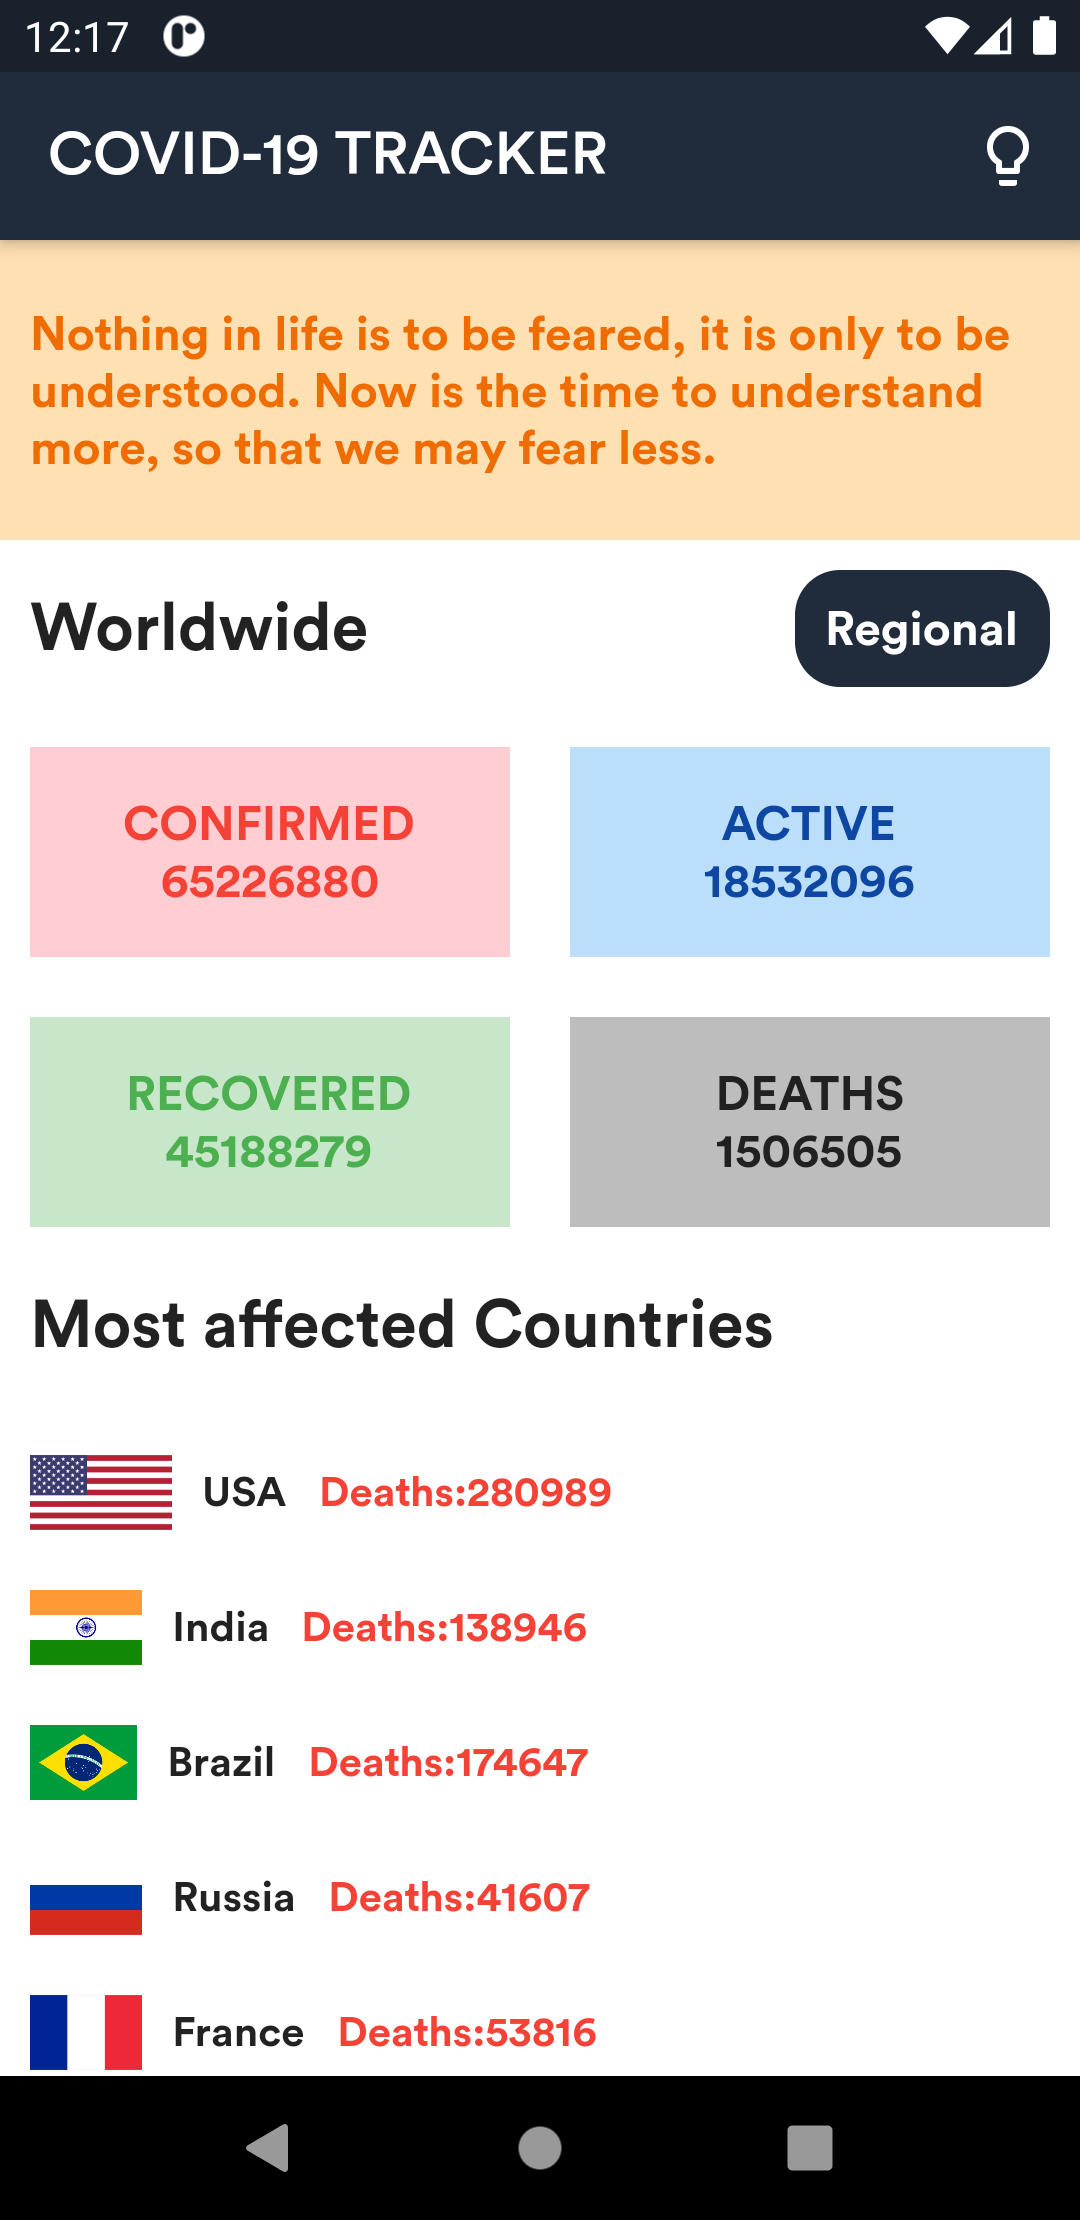 12:17
COVID-19 TRACKER
Nothing in life is to be feared, it is only to be
understood. Now is the time to understand
more, so that we may fear less.
Worldwide
Regional
CONFIRMED
65226880
ACTIVE
18532096
RECOVERED
45188279
DEATHS
1506505
Most affected Countries
USA Deaths:280989
India Deaths:138946
Brazil Deaths:174647
Russia Deaths:41607
France Deaths:53816